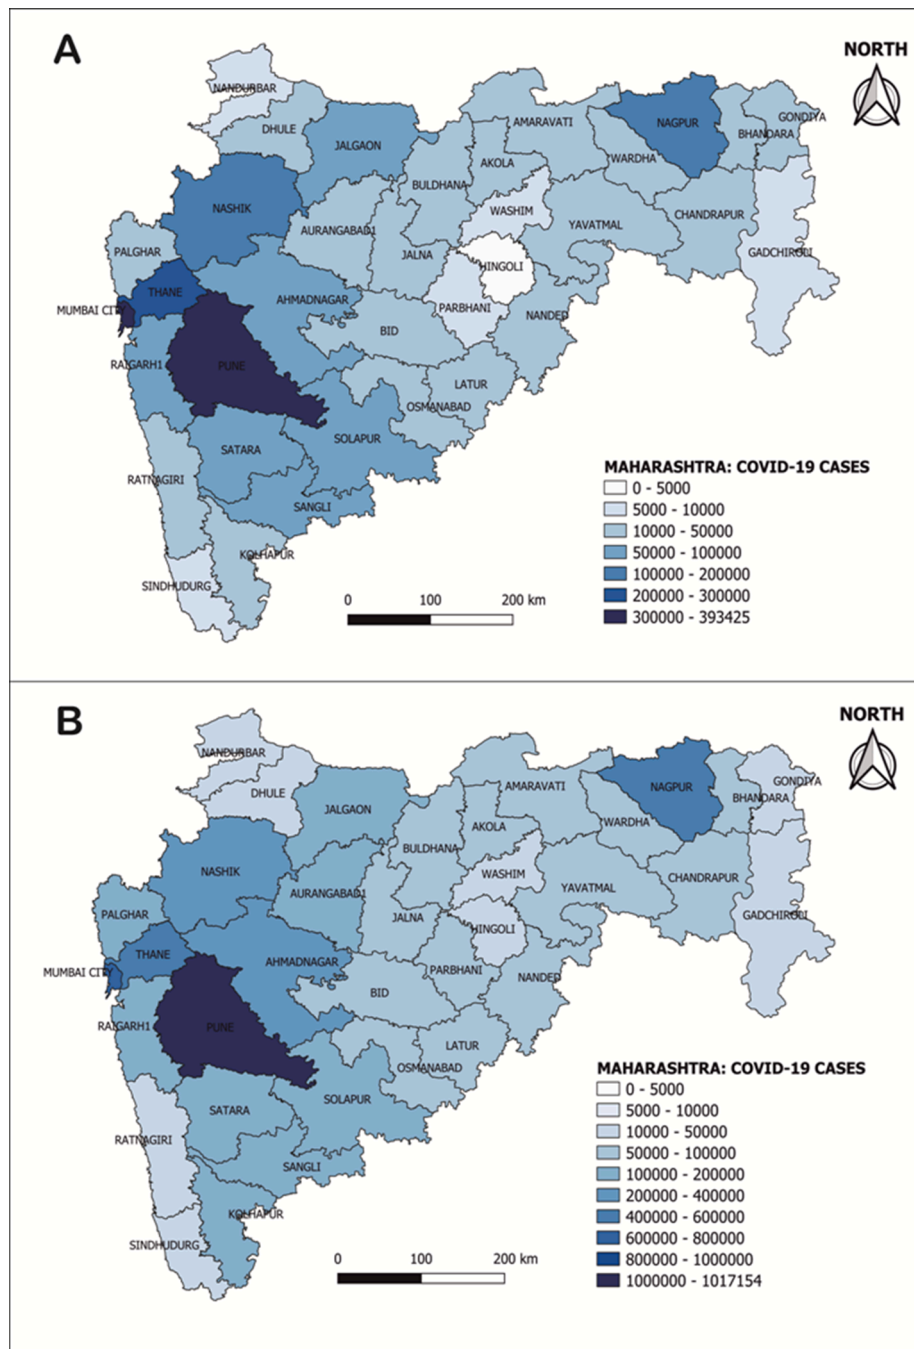 A
NORTH
NANDURBAR
DHULE
JALGAON
AMARAVATI
NAGPUR
GONDIYA
BHANDARA
WARDHA
AKOLA
BULDHANA
NASHIK
WASHIM
YAVATMAL
CHANDRAPUR
AURANGABAD1
PALGHAR
JALNA
HINGOLI
GADCHIROLI
THANE
AHMADNAGAR
MUMBAI CITY
PARBHANI
NANDED
BID
RAIGARH1
PUNE
LATUR
OSMANABAD
SOLAPUR
SATARA
RATNAGIRI
SANGLI
KOLHAPUR
SINDHUDURG
MAHARASHTRA: COVID-19 CASES
0 - 5000
5000 - 10000
10000 - 50000
50000 - 100000
100000 - 200000
200000 - 300000
300000 - 393425
0 100 200 km
B
NORTH
NANDURBAR
DHULE
JALGAON
AMARAVATI
NAGPUR
GONDIYA
BHANDARA
WARDHA
AKOLA
BULDHANA
NASHIK
WASHIM
YAVATMAL
CHANDRAPUR
AURANGABAD1
PALGHAR
JALNA
HINGOLI
GADCHIROLI
THANE
AHMADNAGAR
MUMBAI CITY
PARBHANI
NANDED
BID
RAIGARH1
PUNE
LATUR
OSMANABAD
SOLAPUR
SATARA
RATNAGIRI
SANGLI
KOLHAPUR
SINDHUDURG
MAHARASHTRA: COVID-19 CASES
0 - 5000
5000 - 10000
10000 - 50000
50000 - 100000
100000 - 200000
200000 - 400000
400000 - 600000
600000 - 800000
800000 - 1000000
1000000 - 1017154
0 100 200 km